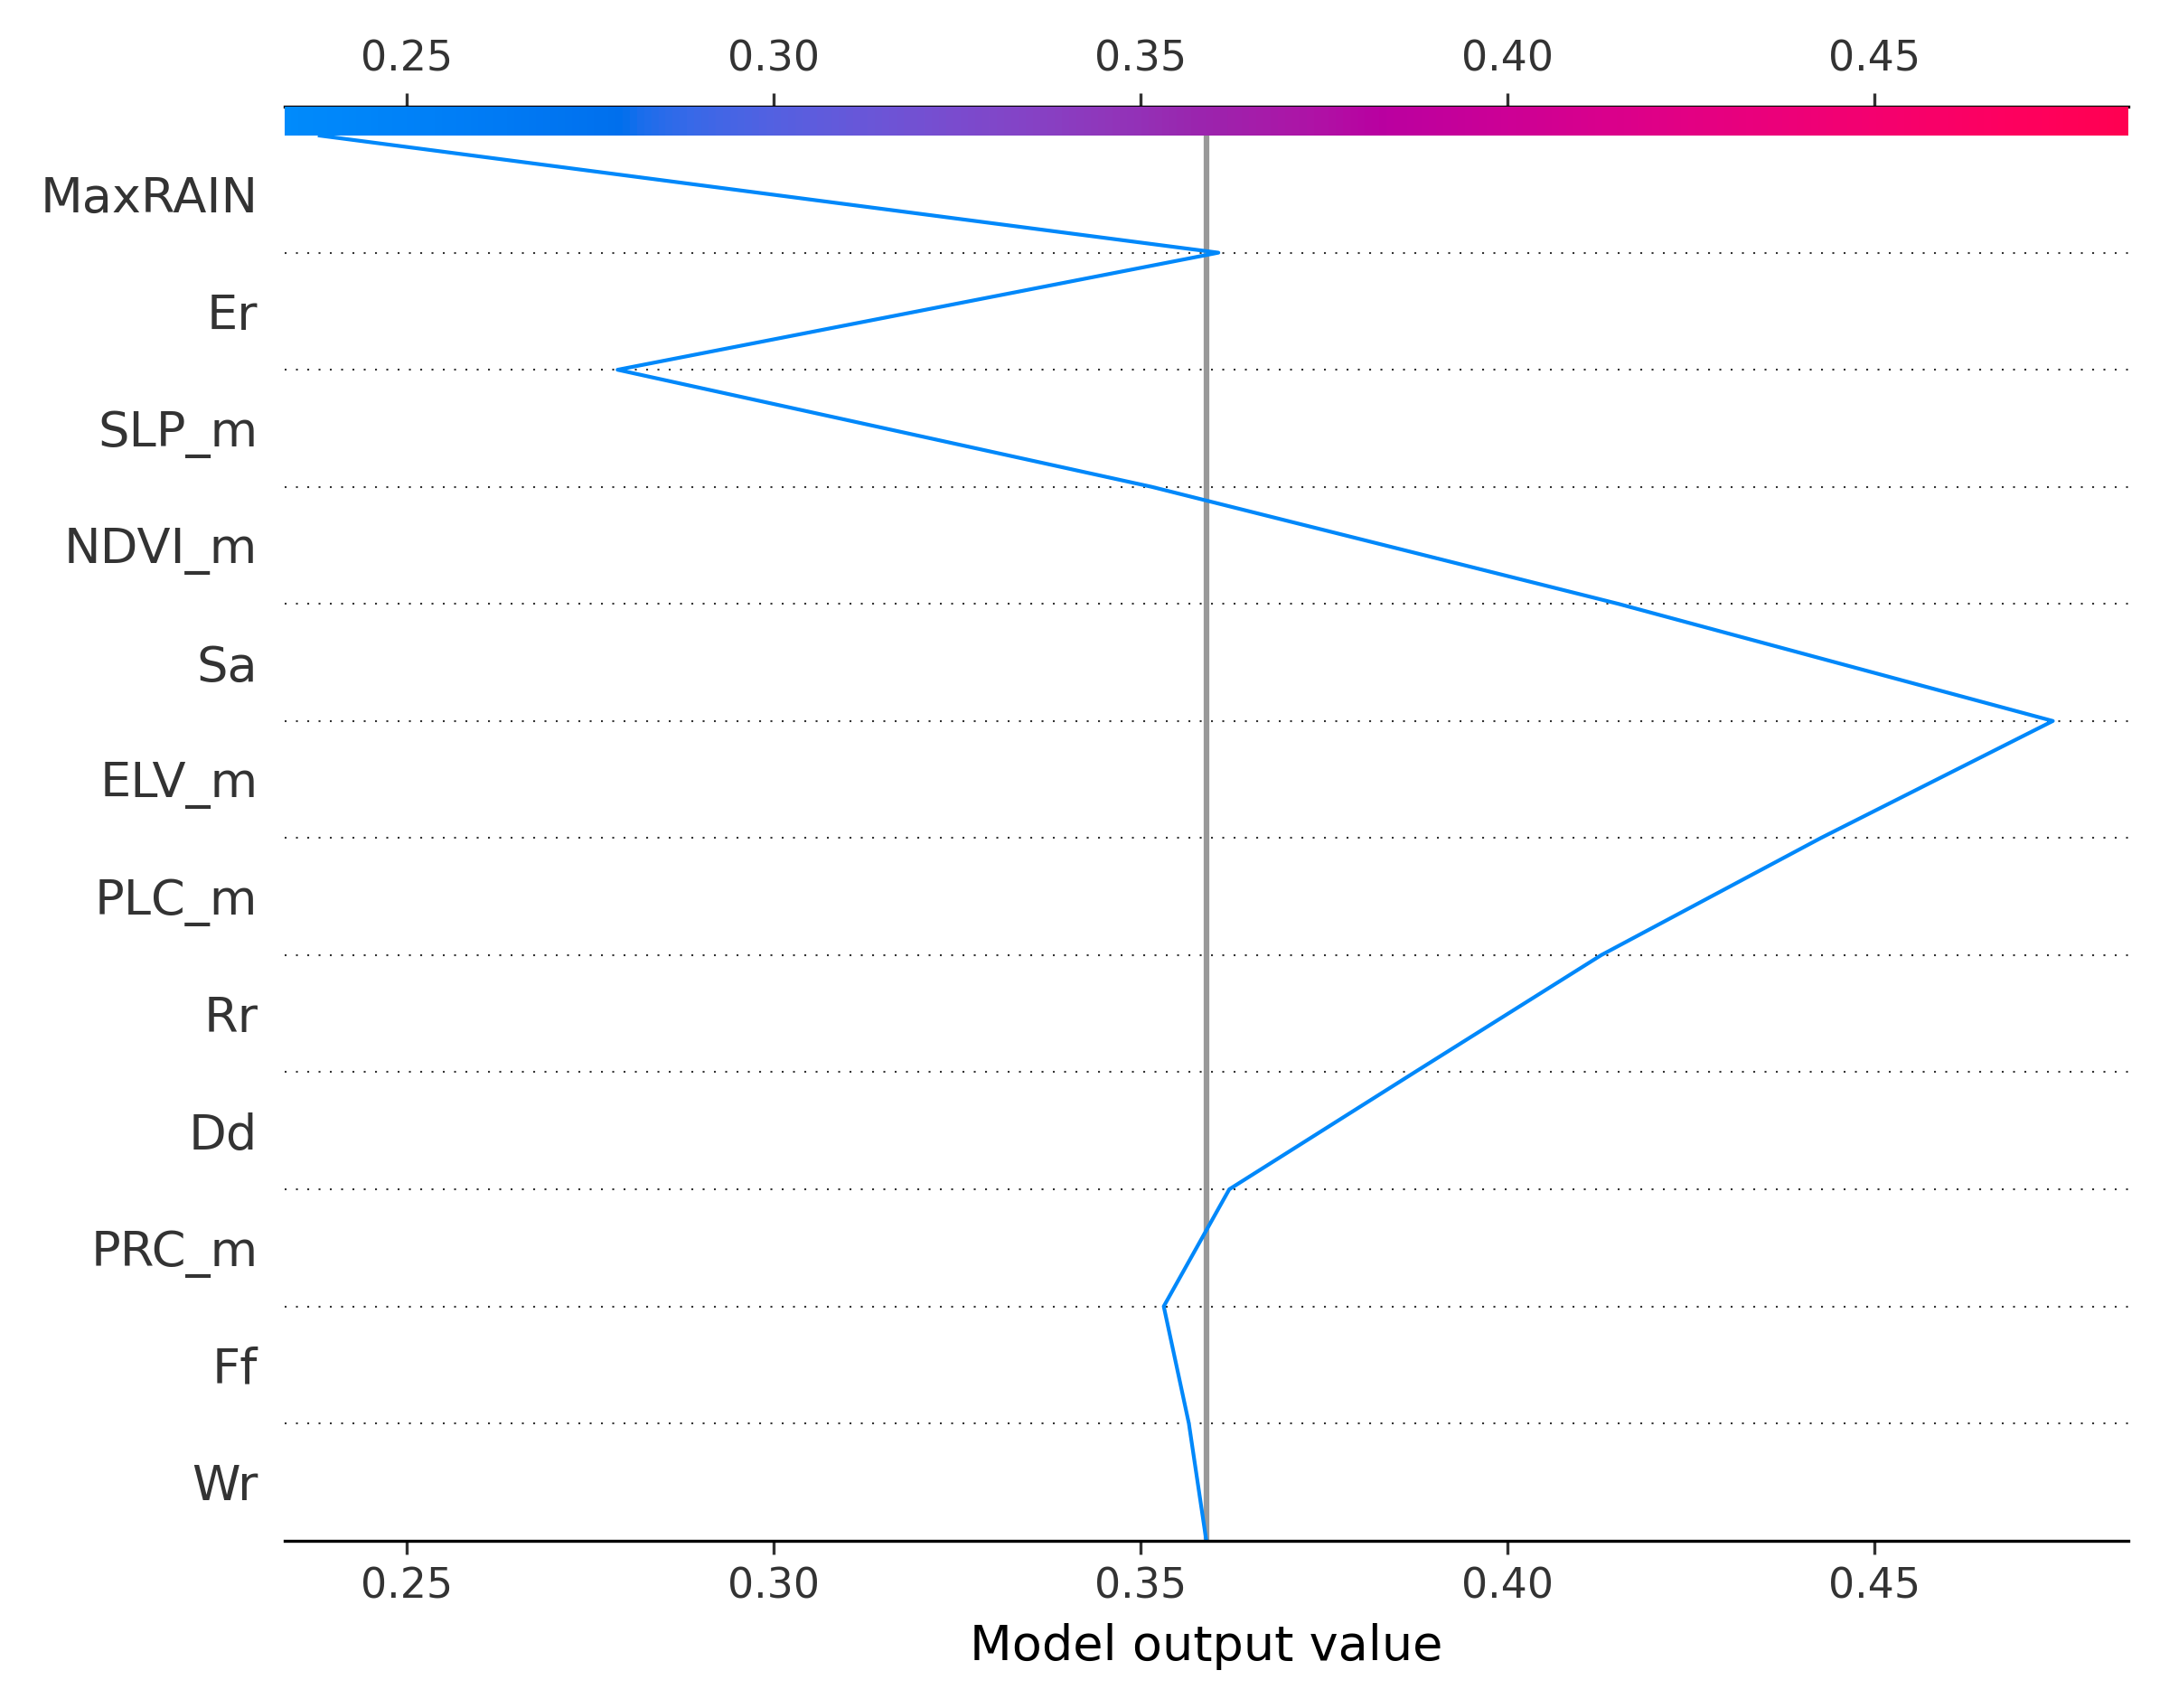 0.25 0.30 0.35 0.40 0.45
MaxRAIN
Er
SLP_m
NDVI_m
Sa
ELV_m
PLC_m
Rr
Dd
PRC_m
Ff
Wr
0.25 0.30 0.35 0.40 0.45
Model output value